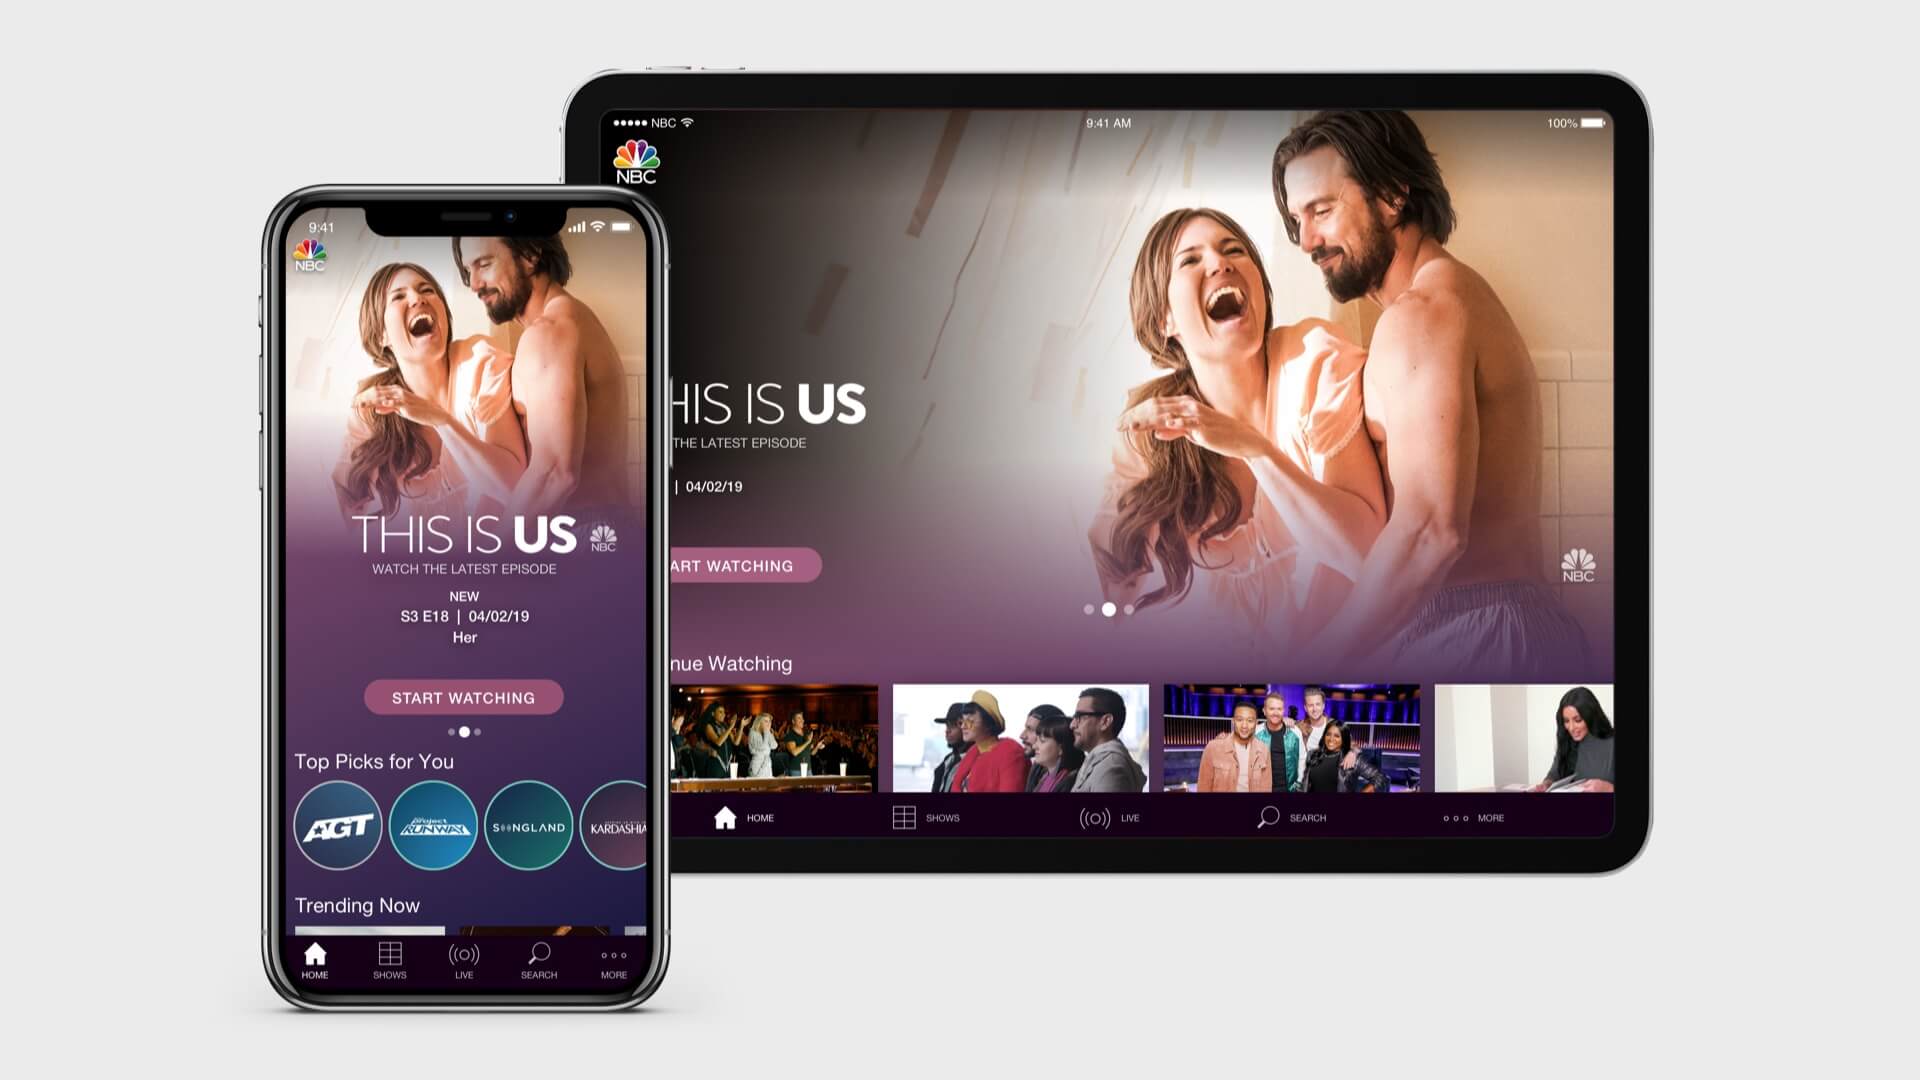 9:41
NBC
THIS IS US
NBC
WATCH THE LATEST EPISODE
NEW
S3 E18 | 04/02/19
Her
START WATCHING
Top Picks for You
AGT
project
RUNWAY
SONGLAND
KARDASHIA
Trending Now
HOME
SHOWS
LIVE
SEARCH
MORE
NBC
9:41 AM
100%
NBC
HIS IS US
THE LATEST EPISODE
| 04/02/19
ART WATCHING
NBC
nue Watching
HOME
SHOWS
LIVE
SEARCH
MORE